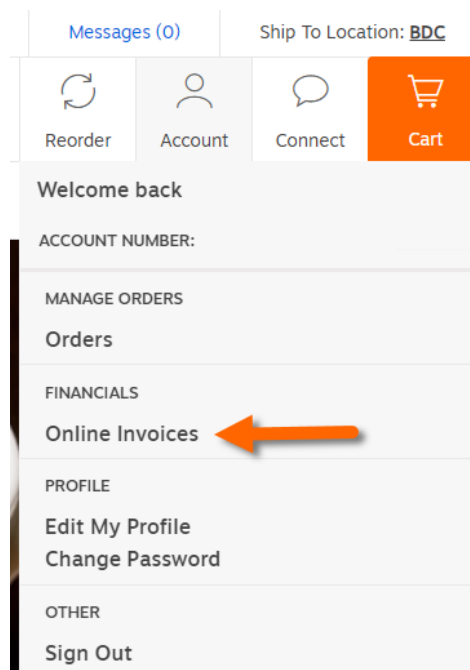 Messages (0) Ship To Location: BDC
Reorder Account Connect Cart
Welcome back
ACCOUNT NUMBER:
MANAGE ORDERS
Orders
FINANCIALS
Online Invoices
PROFILE
Edit My Profile
Change Password
OTHER
Sign Out